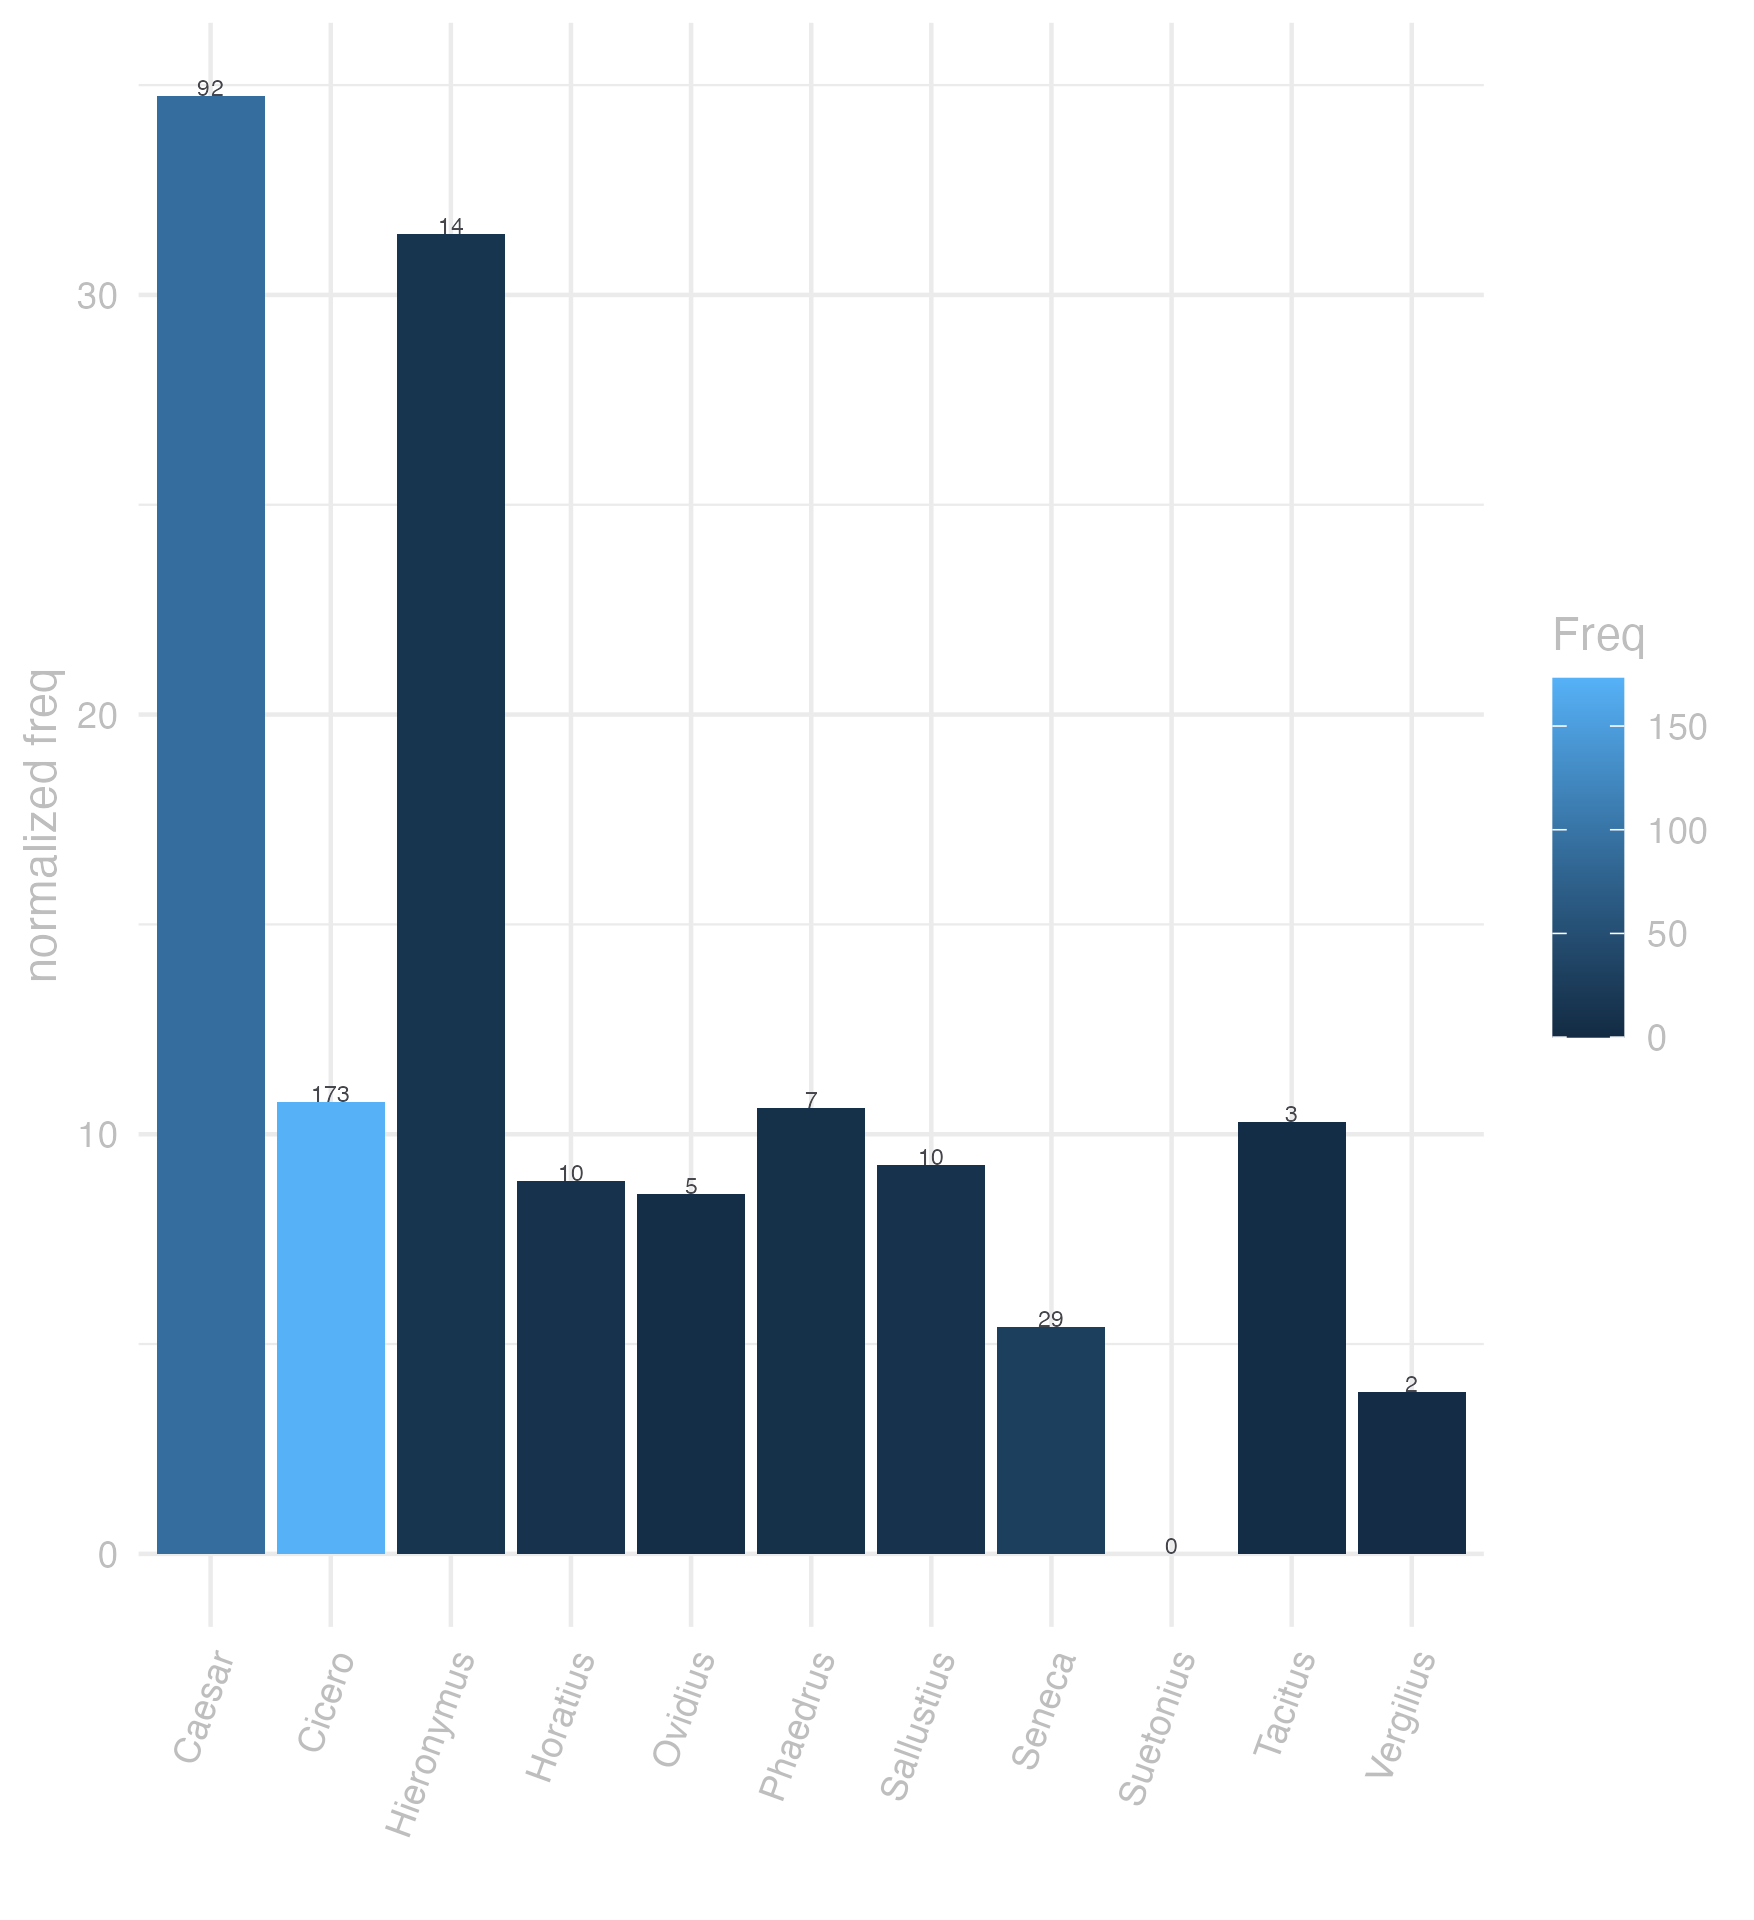 92
14
30
20
10
0
normalized freq
173
10
5
7
10
29
0
3
2
Caesar
Cicero
Hieronymus
Horatius
Ovidius
Phaedrus
Sallustius
Seneca
Suetonius
Tacitus
Vergilius
Freq
150
100
50
0